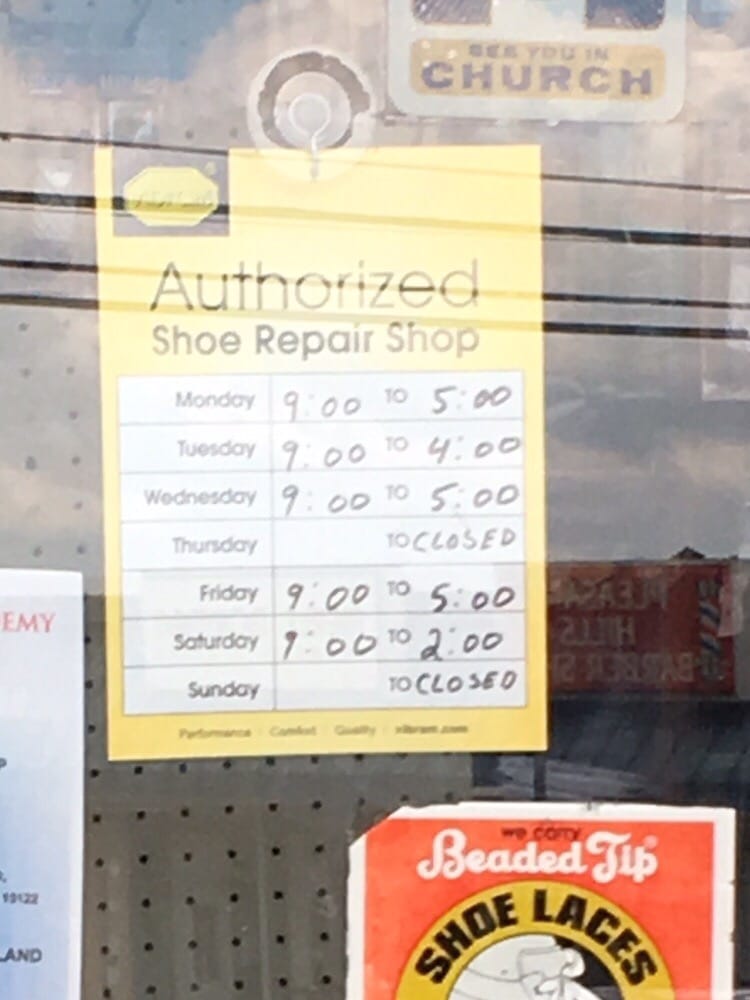 SEE YOU IN
CHURCH
Authorized
Shoe Repair Shop
Monday 9:00 TO 5:00
Tuesday 9:00 TO 4:00
Wednesday 9:00 TO 5:00
Thursday TO CLOSED
Friday 9:00 TO 5:00
Saturday 9:00 TO 2:00
Sunday TO CLOSED
Performance Comfort Quality vibram.com
EMY
P
19122
LAND
HILLS
BARBER
we carry
Beaded Tip
SHOE LACES